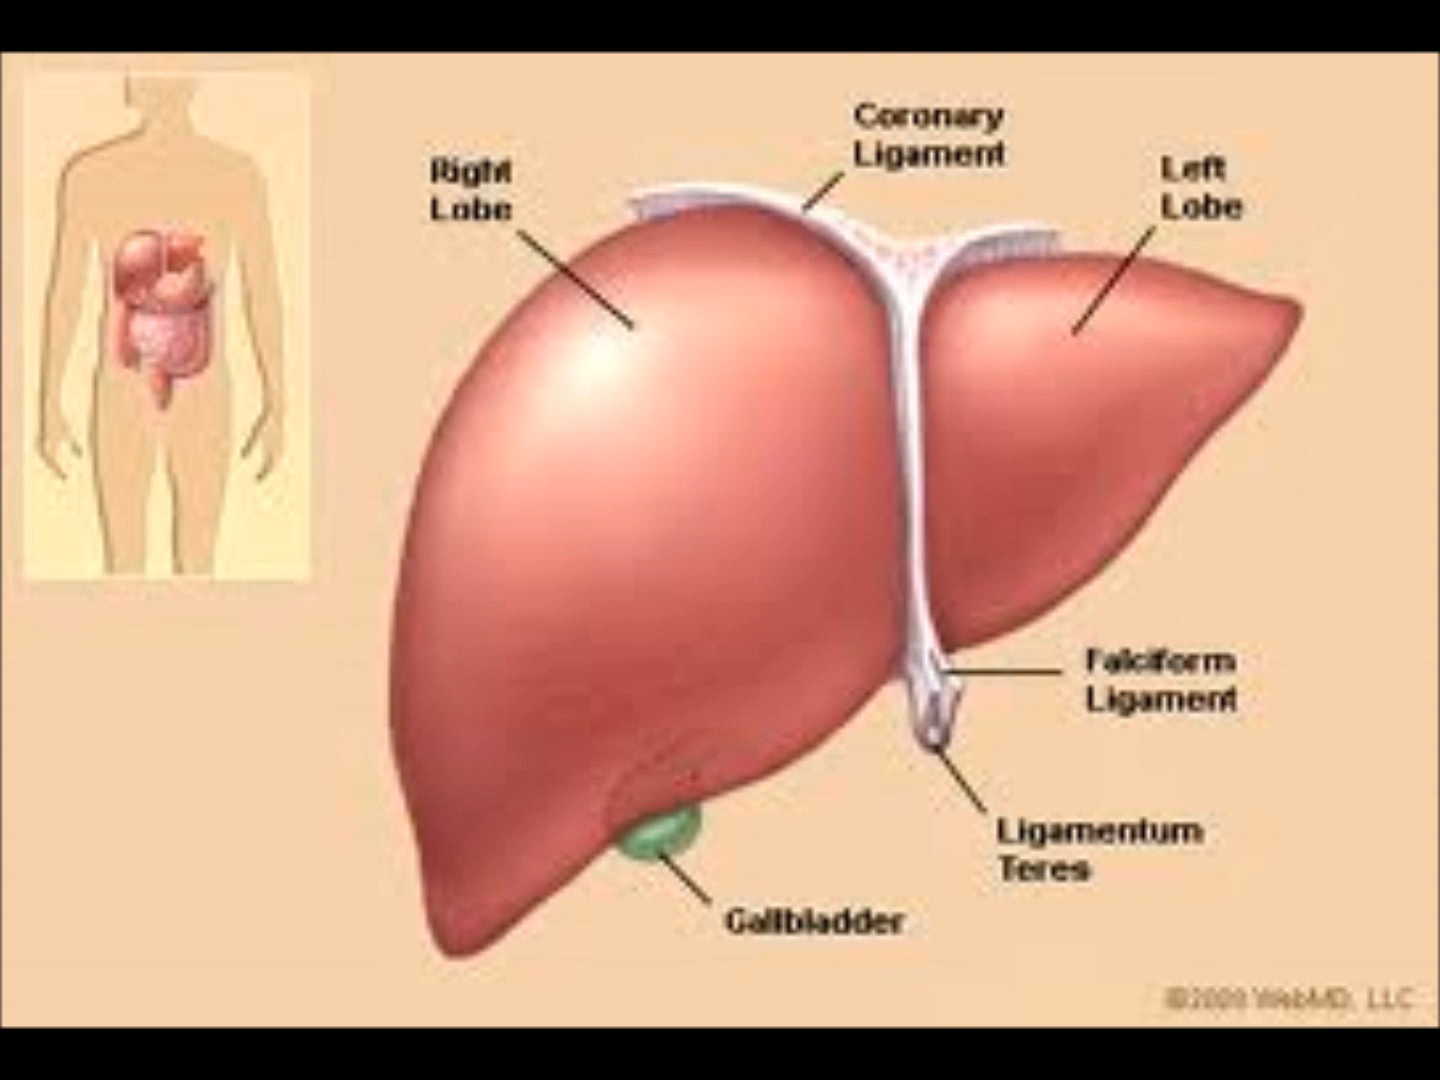 Coronary
Ligament
Right
Lobe
Left
Lobe
Falciform
Ligament
Ligamentum
Teres
Gallbladder
©2009 WebMD, LLC